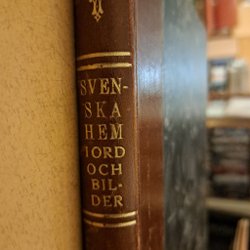 SVEN-
SKA
HEM
I ORD
OCH
BIL-
DER